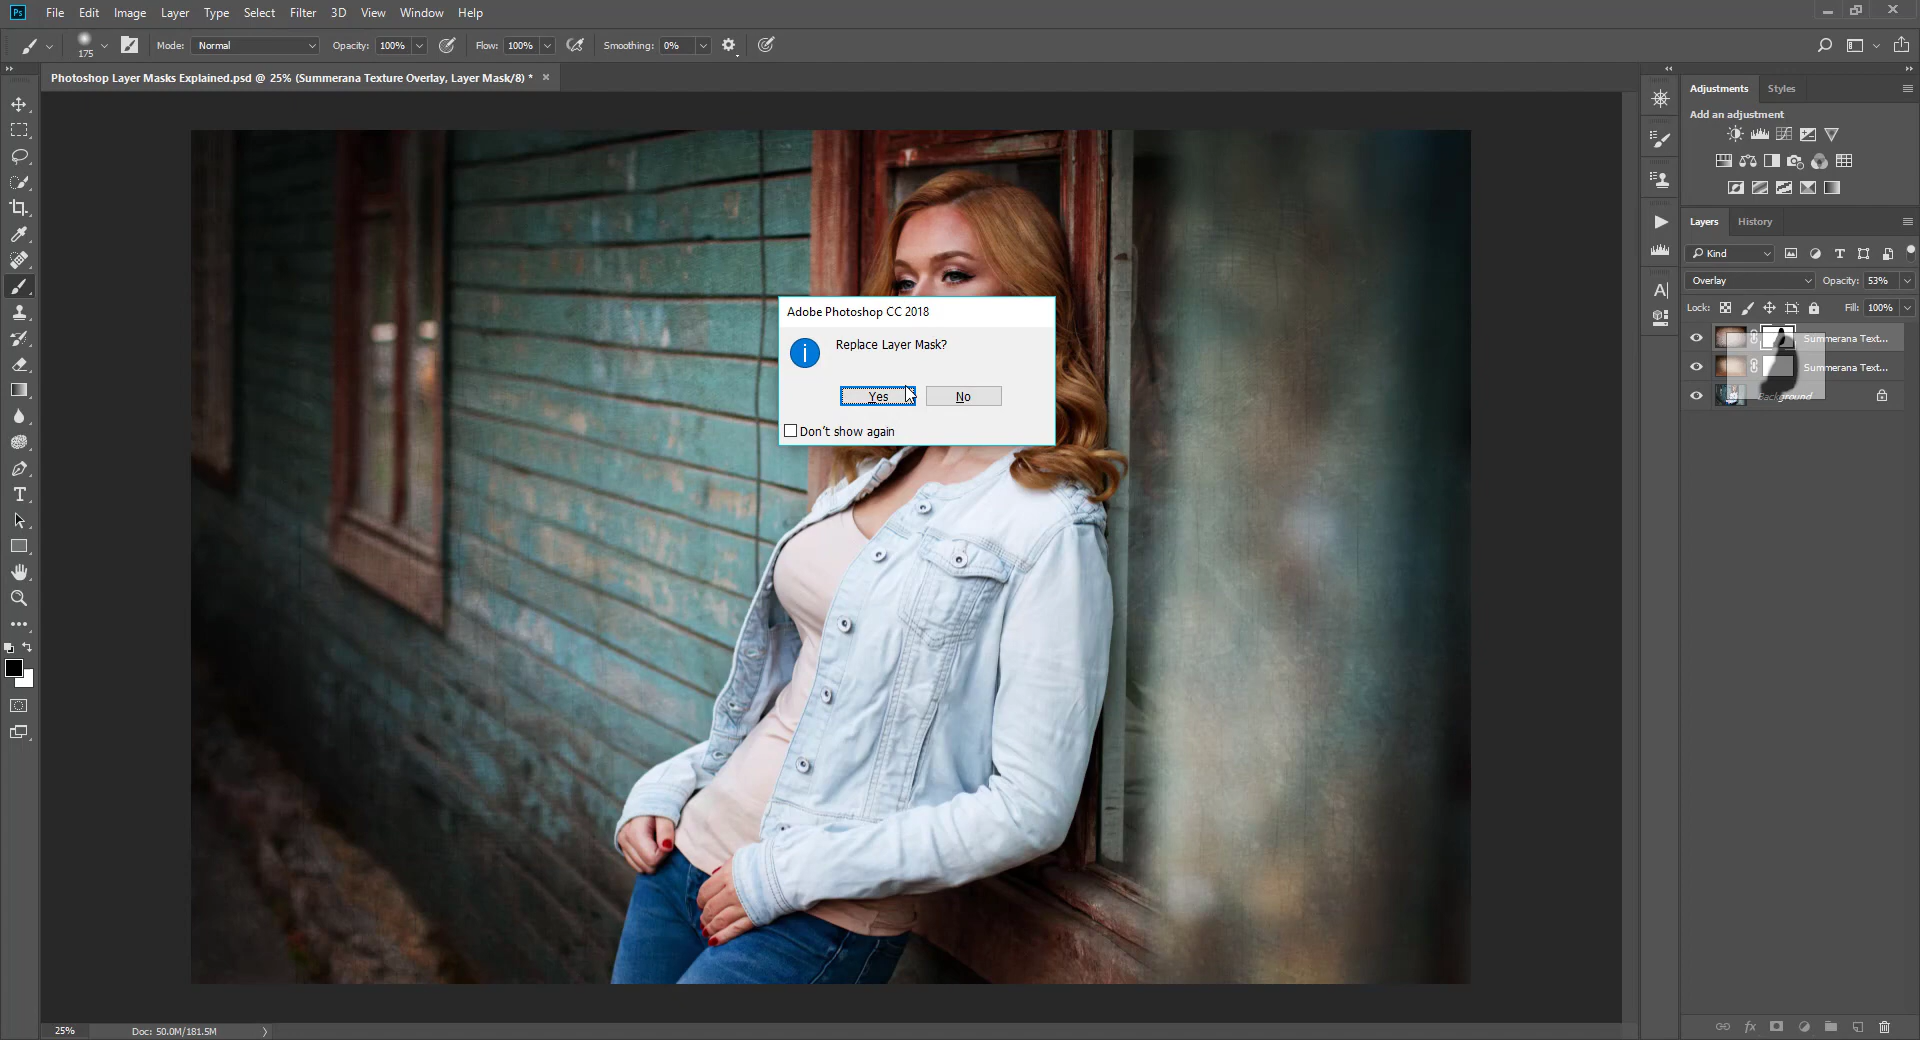 Ps File Edit Image Layer Type Select Filter 3D View Window Help
175 Mode: Normal Opacity: 100% Flow: 100% Smoothing: 0%
Photoshop Layer Masks Explained.psd @ 25% (Summerana Texture Overlay, Layer Mask/8) * ×
Adjustments Styles
Add an adjustment
Layers History
Kind
Overlay Opacity: 53%
Lock: Fill: 100%
Summerana Text...
Summerana Text...
Background
Adobe Photoshop CC 2018
Replace Layer Mask?
Yes No
Don't show again
25% Doc: 50.0M/181.5M